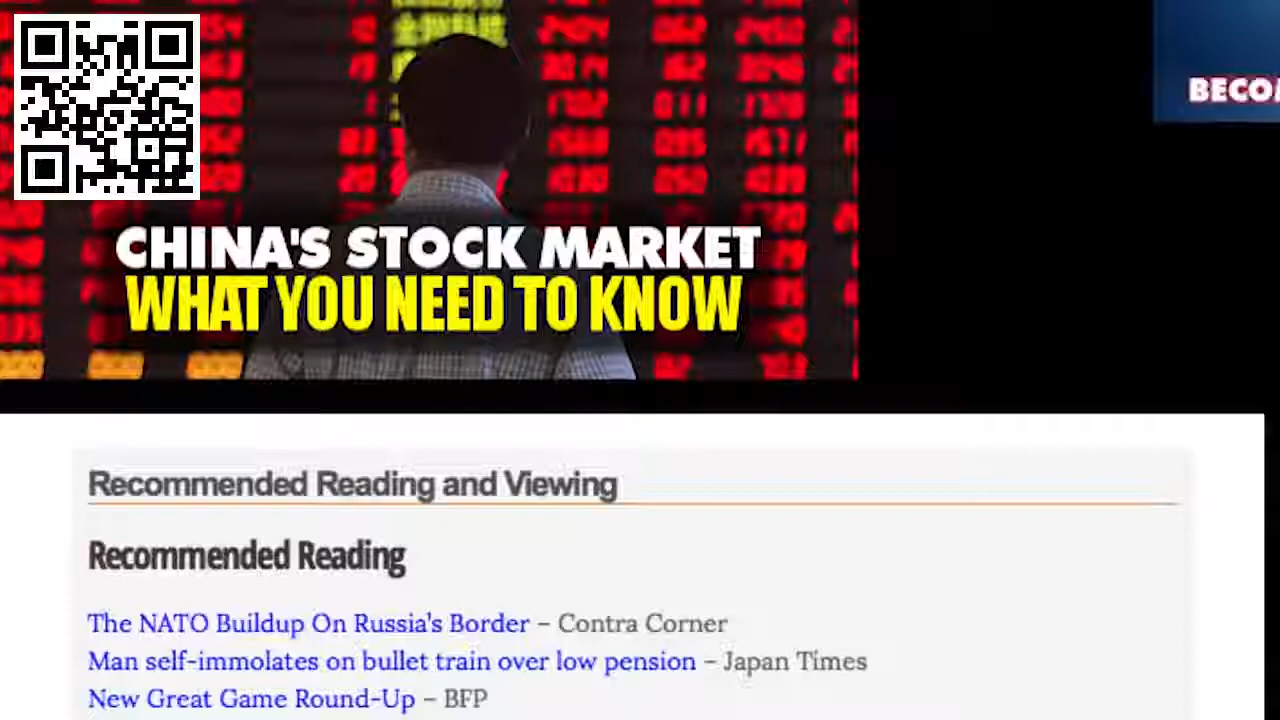 BECO
CHINA'S STOCK MARKET
WHAT YOU NEED TO KNOW
Recommended Reading and Viewing
Recommended Reading
The NATO Buildup On Russia's Border – Contra Corner
Man self-immolates on bullet train over low pension – Japan Times
New Great Game Round-Up – BFP